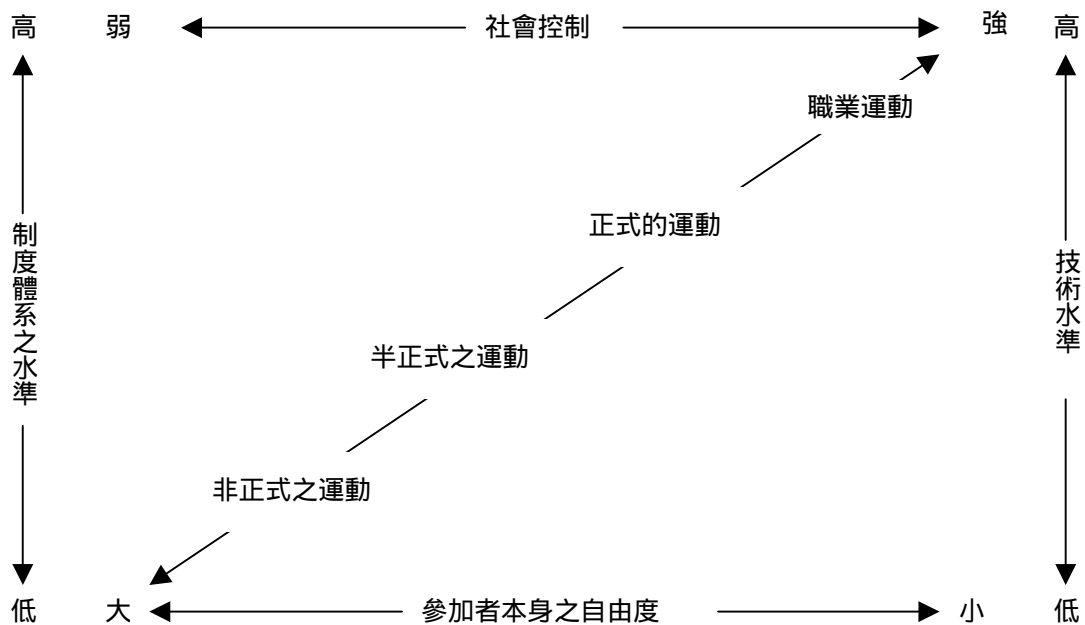 高 弱 社會控制 強 高
職業運動
正式的運動
制度體系之水準
技術水準
半正式之運動
非正式之運動
低 大 參加者本身之自由度 小 低